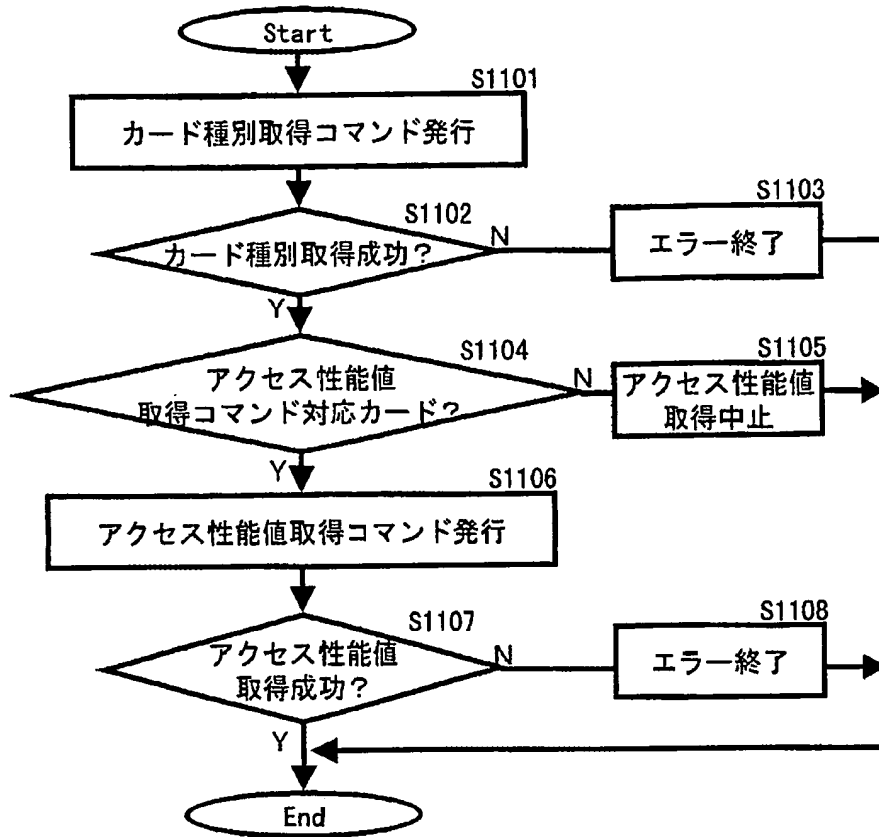 Start
S1101
カード種別取得コマンド発行
S1102
カード種別取得成功?
N
S1103
エラー終了
Y
S1104
アクセス性能値
取得コマンド対応カード?
N
S1105
アクセス性能値
取得中止
Y
S1106
アクセス性能値取得コマンド発行
S1107
アクセス性能値
取得成功?
N
S1108
エラー終了
Y
End